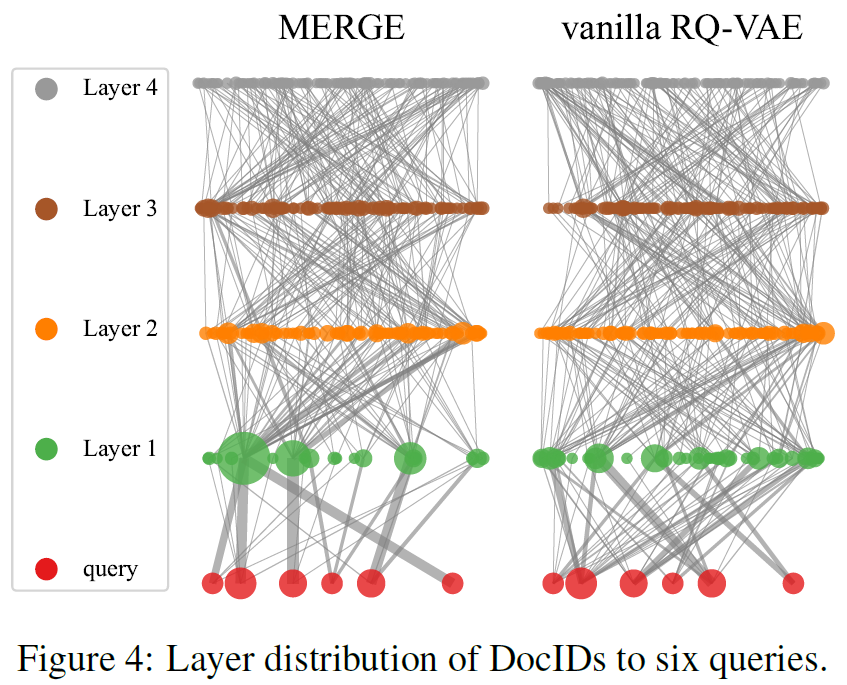 MERGE
vanilla RQ-VAE
Layer 4
Layer 3
Layer 2
Layer 1
query
Figure 4: Layer distribution of DocIDs to six queries.